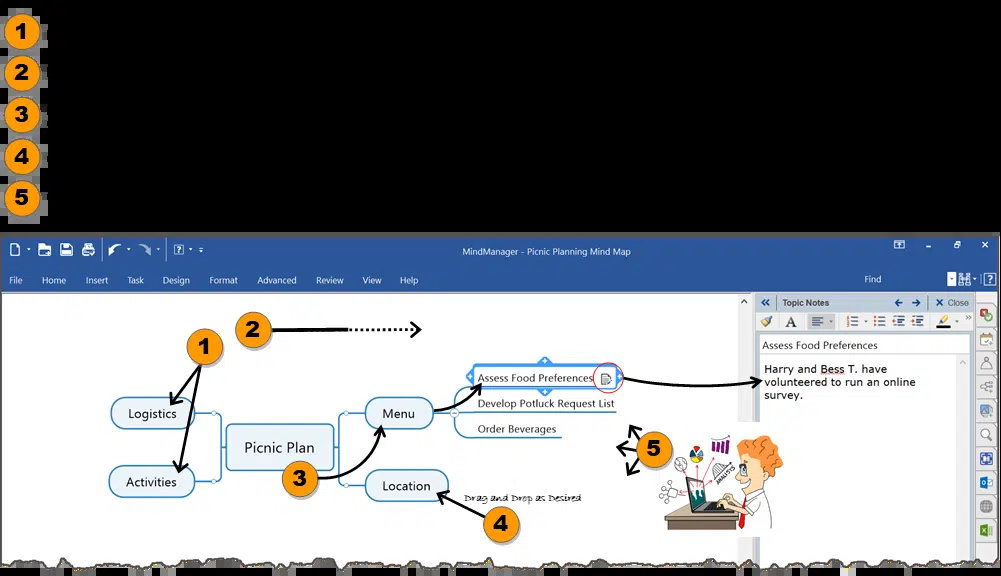 1
2
3
4
5
MindManager - Picnic Planning Mind Map
File Home Insert Task Design Format Advanced Review View Help Find
Topic Notes Close
Assess Food Preferences
Harry and Bess T. have
volunteered to run an online
survey.
2
1
Assess Food Preferences
Logistics
Menu
Develop Potluck Request List
Order Beverages
Picnic Plan
5
3
Activities
Location
Drag and Drop as Desired
4